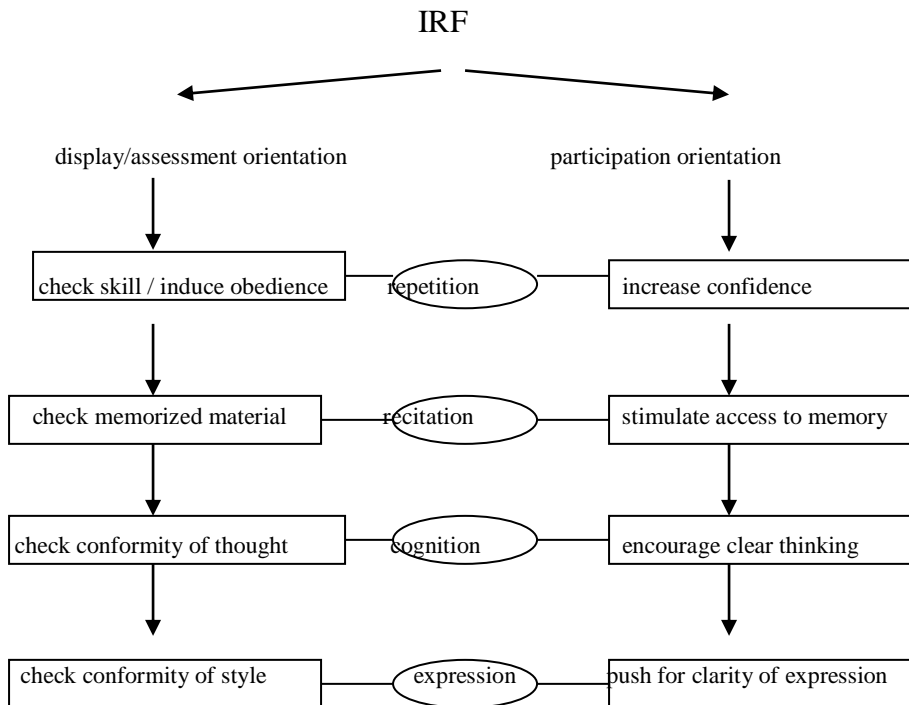 IRF
display/assessment orientation
participation orientation
check skill / induce obedience
repetition
increase confidence
check memorized material
recitation
stimulate access to memory
check conformity of thought
cognition
encourage clear thinking
check conformity of style
expression
push for clarity of expression